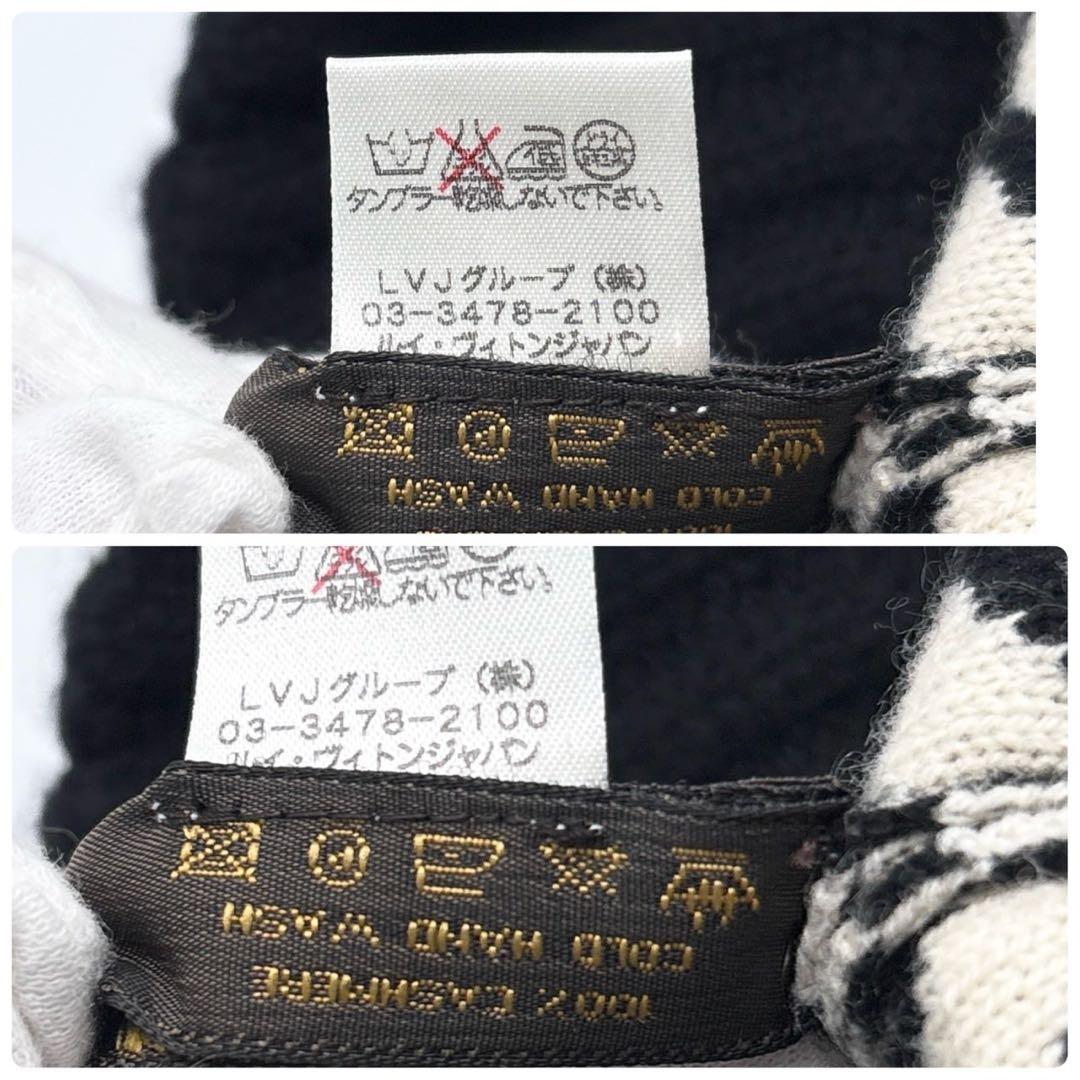 タンブラー乾燥しないで下さい。
LVJグループ（株）
03-3478-2100
ルイ・ヴィトンジャパン
COLD HAND WASH
タンブラー乾燥しないで下さい。
LVJグループ（株）
03-3478-2100
ルイ・ヴィトンジャパン
COLD HAND WASH
100% CASHMERE